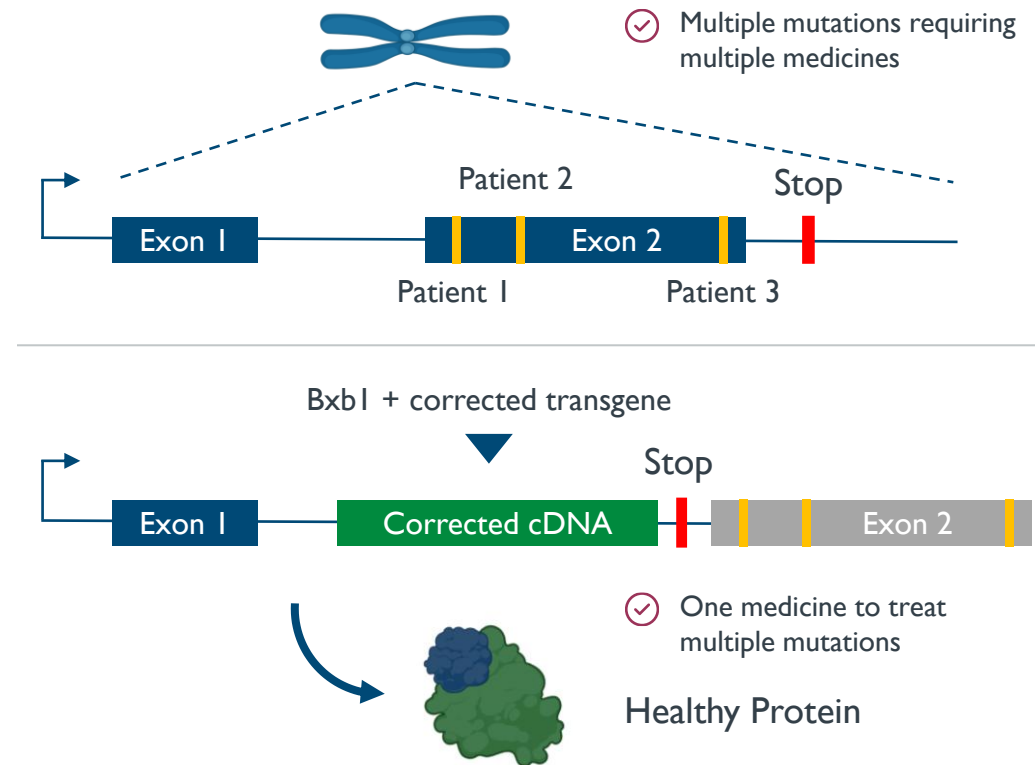 Multiple mutations requiring
multiple medicines
Patient 2
Stop
Exon 1
Exon 2
Patient 1
Patient 3
Bxb1 + corrected transgene
Stop
Exon 1
Corrected cDNA
Exon 2
One medicine to treat
multiple mutations
Healthy Protein